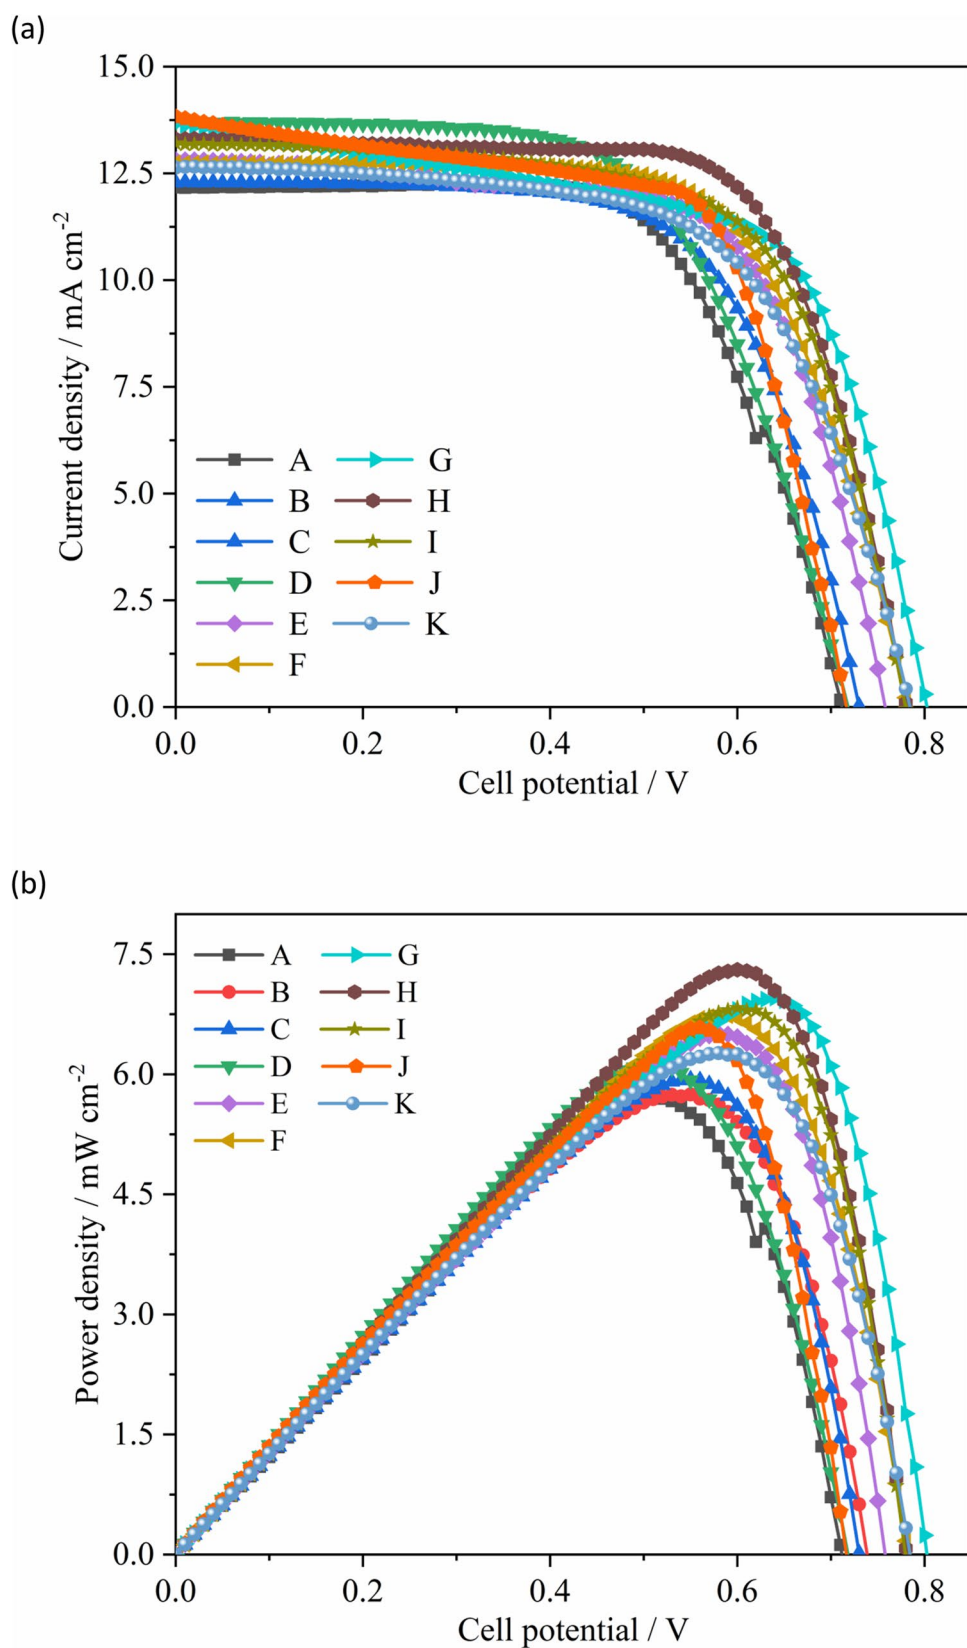 (a)
15.0
12.5
10.0
7.5
5.0
2.5
0.0
Current density / mA cm⁻²
A G
B H
C I
D J
E K
F
0.0 0.2 0.4 0.6 0.8
Cell potential / V
(b)
7.5
6.0
4.5
3.0
1.5
0.0
Power density / mW cm⁻²
A G
B H
C I
D J
E K
F
0.0 0.2 0.4 0.6 0.8
Cell potential / V